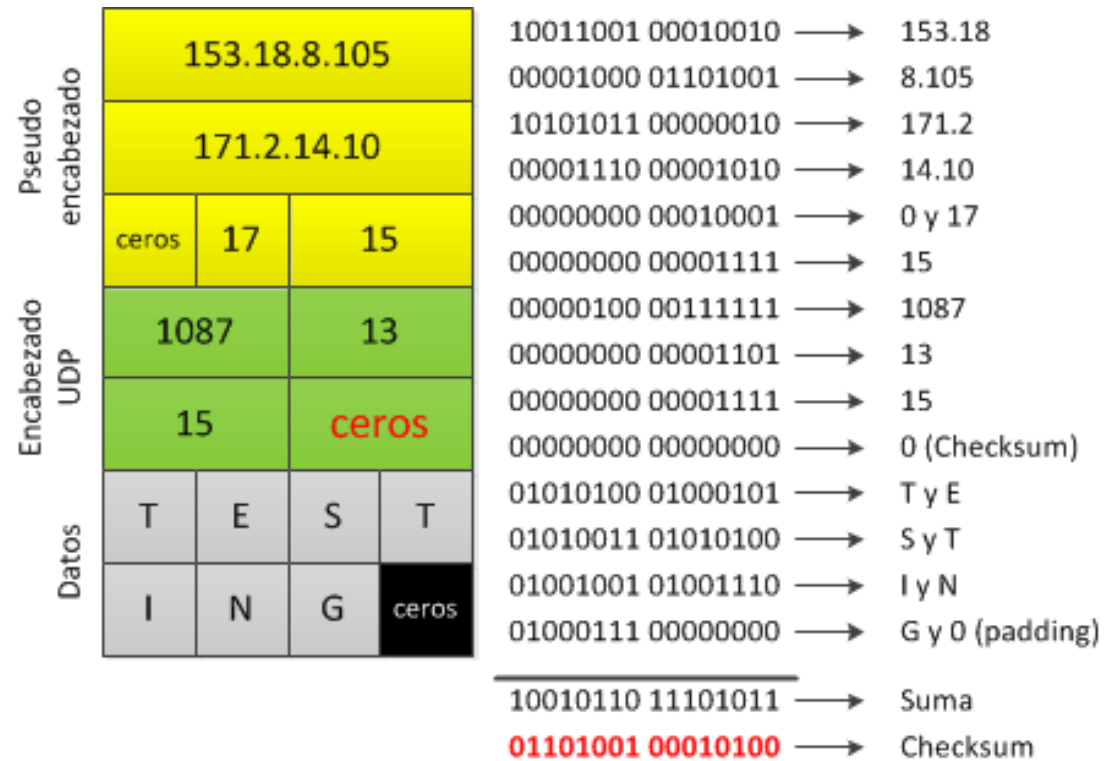 Pseudo
encabezado
153.18.8.105
171.2.14.10
ceros 17 15
Encabezado
UDP
1087 13
15 ceros
Datos
T E S T
I N G ceros
10011001 00010010 → 153.18
00001000 01101001 → 8.105
10101011 00000010 → 171.2
00001110 00001010 → 14.10
00000000 00010001 → 0 y 17
00000000 00001111 → 15
00000100 00111111 → 1087
00000000 00001101 → 13
00000000 00001111 → 15
00000000 00000000 → 0 (Checksum)
01010100 01000101 → T y E
01010011 01010100 → S y T
01001001 01001110 → I y N
01000111 00000000 → G y 0 (padding)
10010110 11101011 → Suma
01101001 00010100 → Checksum